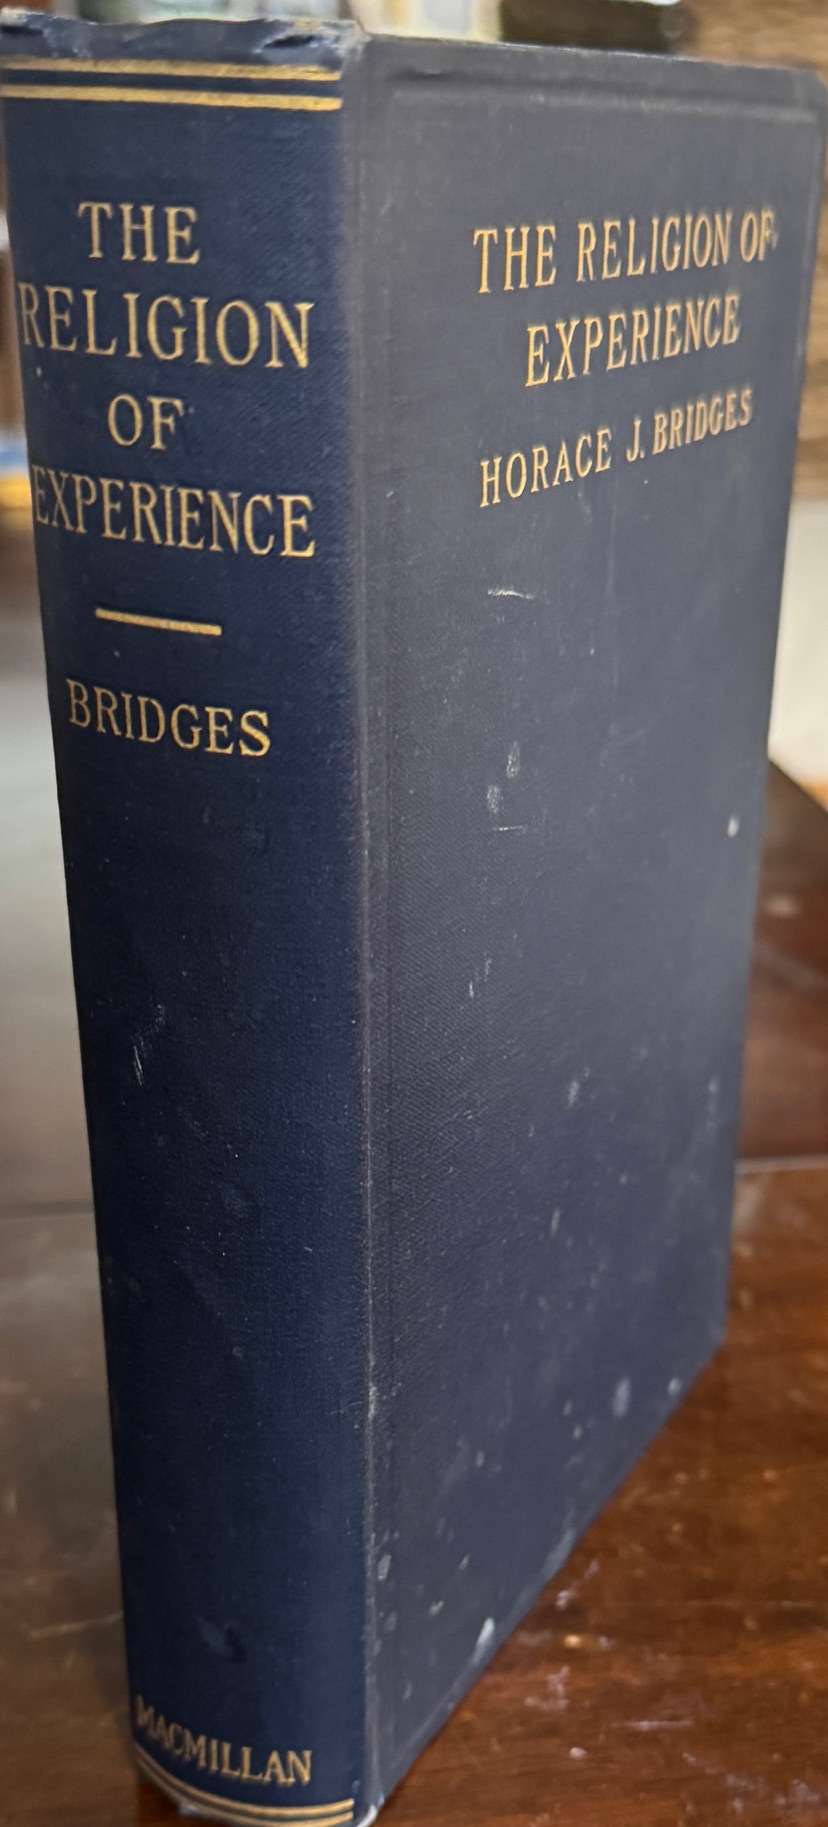 THE
RELIGION
OF
EXPERIENCE
BRIDGES
MACMILLAN
THE RELIGION OF
EXPERIENCE
HORACE J. BRIDGES